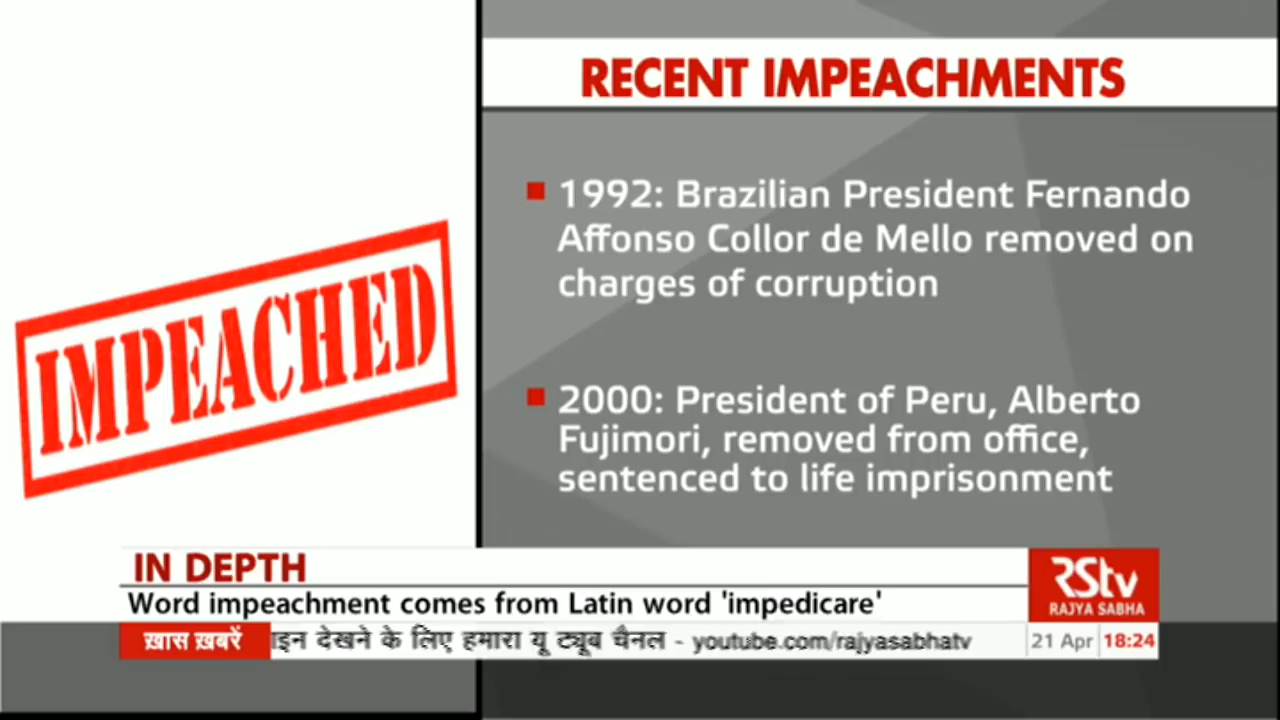 RECENT IMPEACHMENTS
1992: Brazilian President Fernando
Affonso Collor de Mello removed on
charges of corruption
2000: President of Peru, Alberto
Fujimori, removed from office,
sentenced to life imprisonment
IMPEACHED
IN DEPTH
Word impeachment comes from Latin word 'impedicare'
RStv
RAJYA SABHA
ख़ास ख़बरें
इन देखने के लिए हमारा यू ट्यूब चैनल - youtube.com/rajyasabhatv
21 Apr 18:24